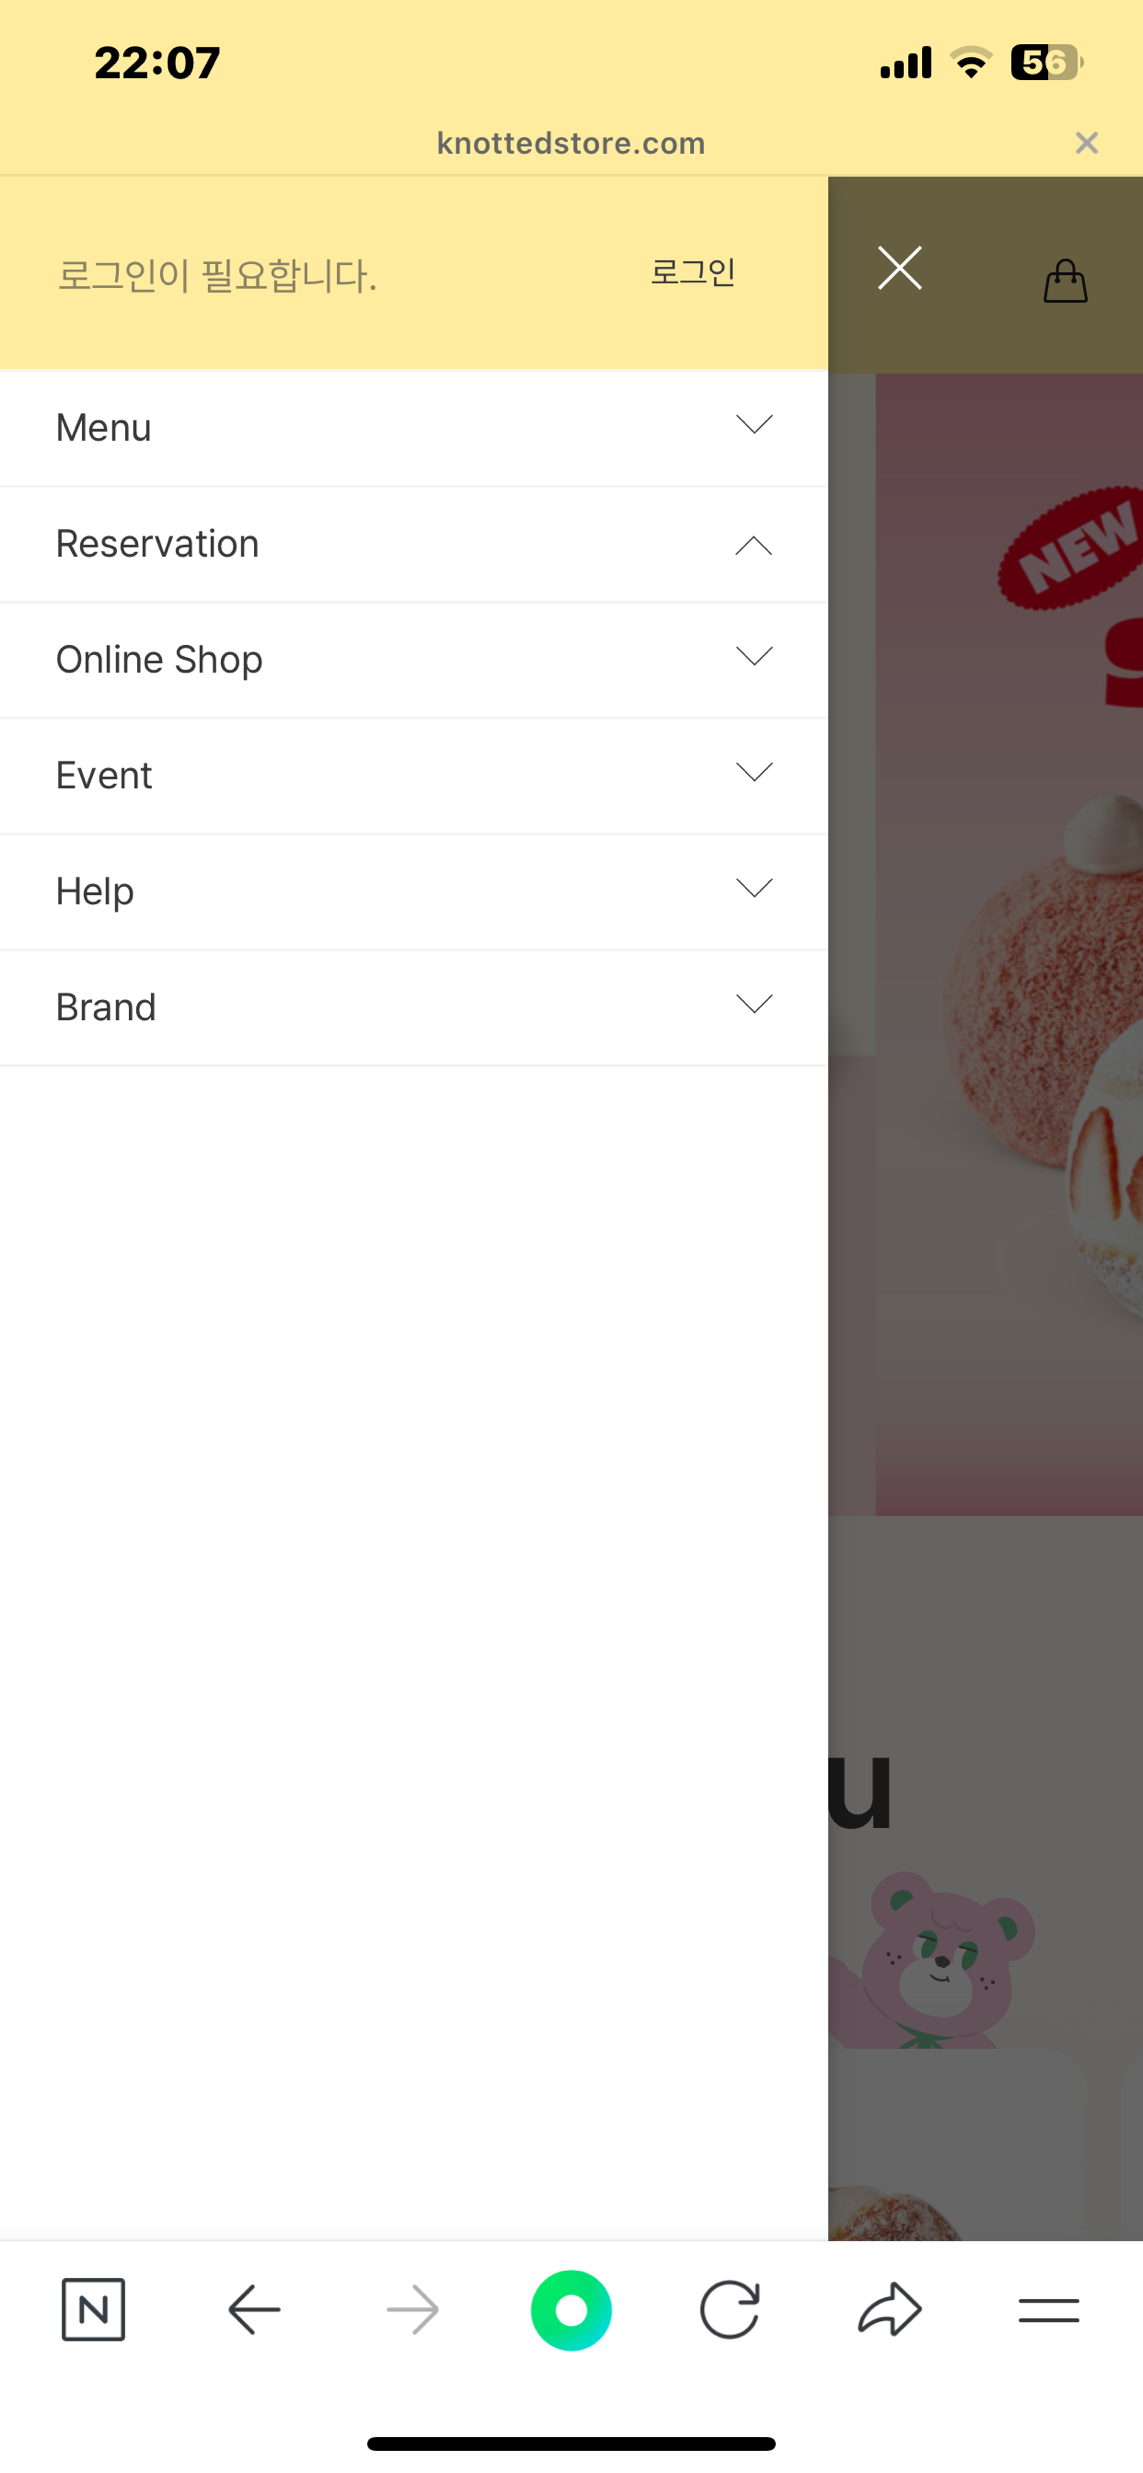 22:07
56
knottedstore.com
로그인이 필요합니다.
로그인
Menu
Reservation
NEW
Online Shop
Event
Help
Brand
u
N